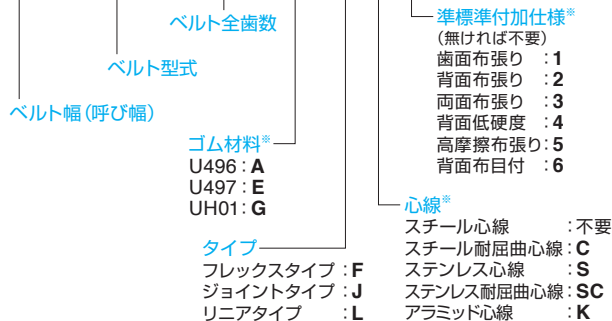 ベルト幅(呼び幅)
ベルト型式
ベルト全歯数
ゴム材料※
U496:A
U497:E
UH01:G
タイプ
フレックスタイプ:F
ジョイントタイプ:J
リニアタイプ:L
心線※
スチール心線:不要
スチール耐屈曲心線:C
ステンレス心線:S
ステンレス耐屈曲心線:SC
アラミッド心線:K
準標準付加仕様※
(無ければ不要)
歯面布張り:1
背面布張り:2
両面布張り:3
背面低硬度:4
高摩擦布張り:5
背面布目付:6